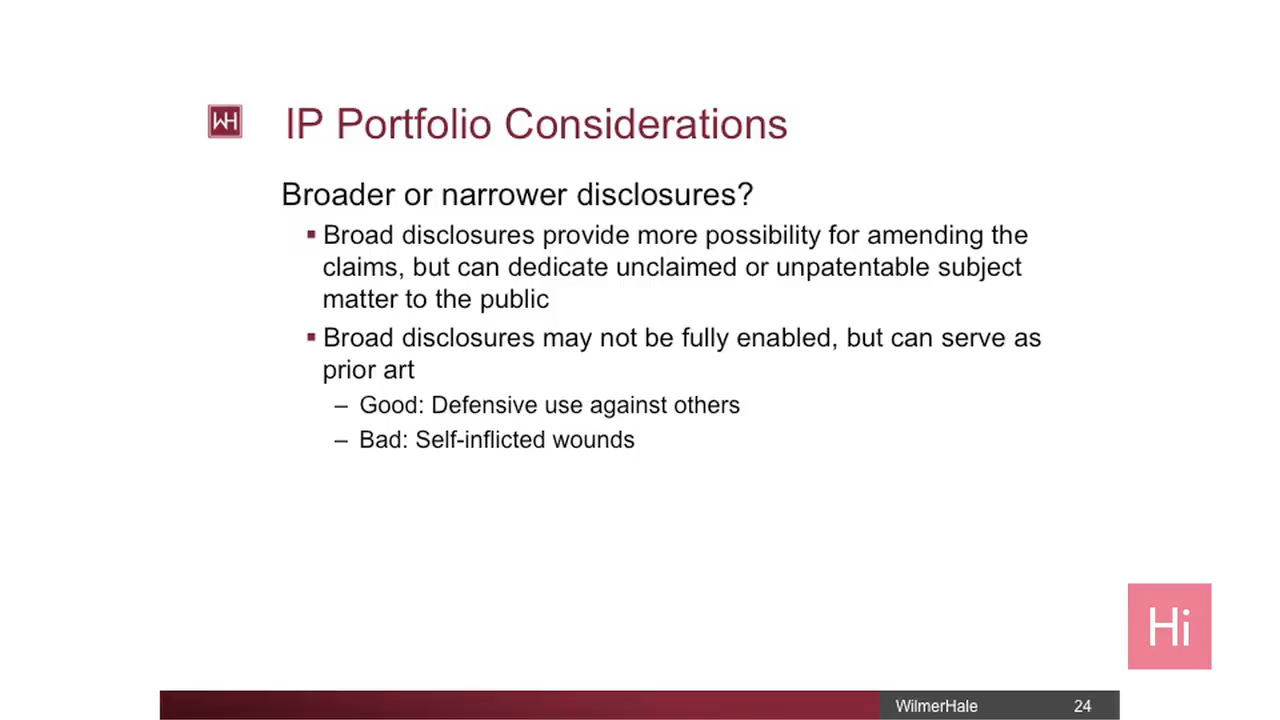 WH
IP Portfolio Considerations
Broader or narrower disclosures?
▪ Broad disclosures provide more possibility for amending the
claims, but can dedicate unclaimed or unpatentable subject
matter to the public
▪ Broad disclosures may not be fully enabled, but can serve as
prior art
– Good: Defensive use against others
– Bad: Self-inflicted wounds
Hi
WilmerHale 24